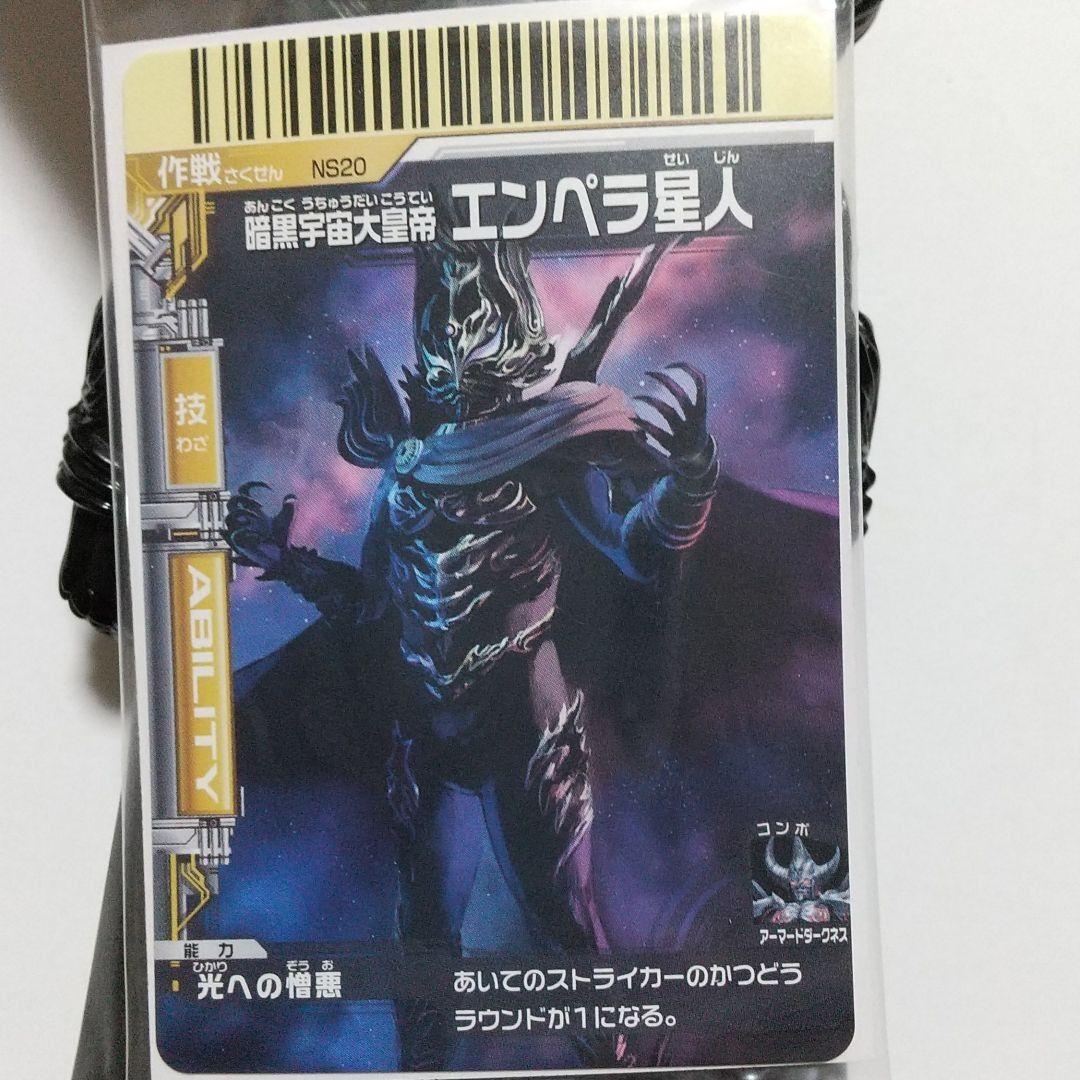 作戦さくせん NS20
せい じん
あんこく うちゅうだいこうてい
暗黒宇宙大皇帝 エンペラ星人
技
わざ
ABILITY
コンボ
アーマードダークネス
能力
ひかり ぞうお
光への憎悪
あいてのストライカーのかつどう
ラウンドが1になる。